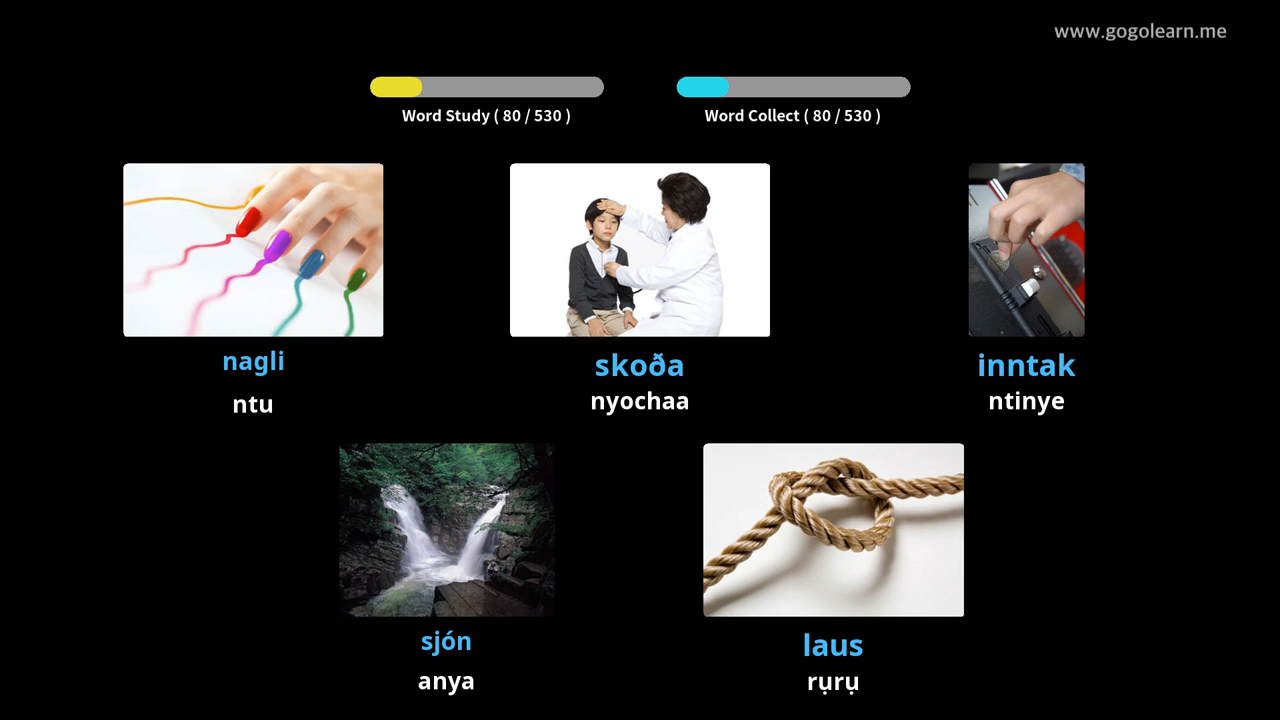 www.gogolearn.me
Word Study ( 80 / 530 )
Word Collect ( 80 / 530 )
nagli
ntu
skoða
nyochaa
inntak
ntinye
sjón
anya
laus
rụrụ